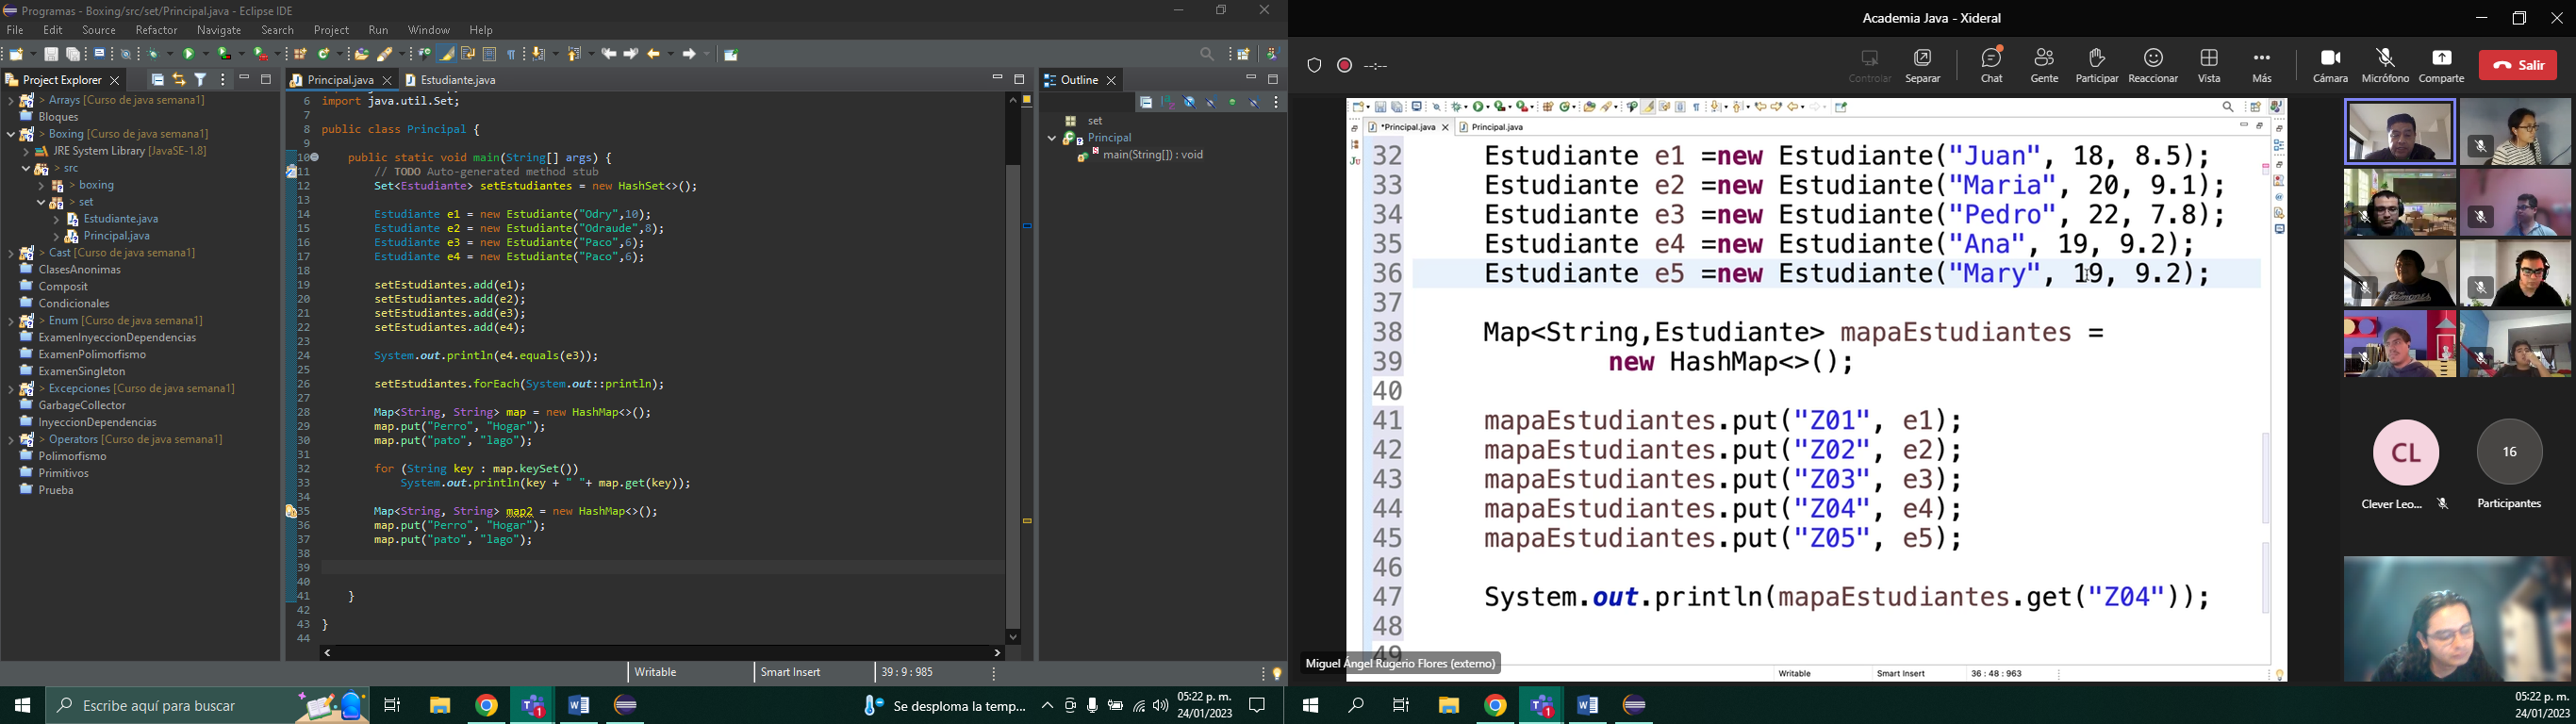 Programas - Boxing/src/set/Principal.java - Eclipse IDE
File Edit Source Refactor Navigate Search Project Run Window Help
Project Explorer
> Arrays [Curso de java semana1]
Bloques
> Boxing [Curso de java semana1]
JRE System Library [JavaSE-1.8]
> src
> boxing
> set
Estudiante.java
Principal.java
> Cast [Curso de java semana1]
ClasesAnonimas
Composit
Condicionales
> Enum [Curso de java semana1]
ExamenInyeccionDependencias
ExamenPolimorfismo
ExamenSingleton
> Excepciones [Curso de java semana1]
GarbageCollector
InyeccionDependencias
> Operators [Curso de java semana1]
Polimorfismo
Primitivos
Prueba
Principal.java
Estudiante.java
6 import java.util.Set;
7
8 public class Principal {
9
10 public static void main(String[] args) {
11 // TODO Auto-generated method stub
12 Set<Estudiante> setEstudiantes = new HashSet<>();
13
14 Estudiante e1 = new Estudiante("Odry",10);
15 Estudiante e2 = new Estudiante("Odraude",8);
16 Estudiante e3 = new Estudiante("Paco",6);
17 Estudiante e4 = new Estudiante("Paco",6);
18
19 setEstudiantes.add(e1);
20 setEstudiantes.add(e2);
21 setEstudiantes.add(e3);
22 setEstudiantes.add(e4);
23
24 System.out.println(e4.equals(e3));
25
26 setEstudiantes.forEach(System.out::println);
27
28 Map<String, String> map = new HashMap<>();
29 map.put("Perro", "Hogar");
30 map.put("pato", "lago");
31
32 for (String key : map.keySet())
33 System.out.println(key + " "+ map.get(key));
34
35 Map<String, String> map2 = new HashMap<>();
36 map.put("Perro", "Hogar");
37 map.put("pato", "lago");
38
39
40
41 }
42
43 }
44
Outline
set
Principal
main(String[]) : void
Writable Smart Insert 39 : 9 : 985
Escribe aquí para buscar
Se desploma la temp...
05:22 p. m.
24/01/2023
Academia Java - Xideral
--:--
Controlar Separar Chat Gente Participar Reaccionar Vista Más Cámara Micrófono Comparte Salir
*Principal.java
Principal.java
32 Estudiante e1 =new Estudiante("Juan", 18, 8.5);
33 Estudiante e2 =new Estudiante("Maria", 20, 9.1);
34 Estudiante e3 =new Estudiante("Pedro", 22, 7.8);
35 Estudiante e4 =new Estudiante("Ana", 19, 9.2);
36 Estudiante e5 =new Estudiante("Mary", 19, 9.2);
37
38 Map<String,Estudiante> mapaEstudiantes =
39 new HashMap<>();
40
41 mapaEstudiantes.put("Z01", e1);
42 mapaEstudiantes.put("Z02", e2);
43 mapaEstudiantes.put("Z03", e3);
44 mapaEstudiantes.put("Z04", e4);
45 mapaEstudiantes.put("Z05", e5);
46
47 System.out.println(mapaEstudiantes.get("Z04"));
48
49
Miguel Ángel Rugerio Flores (externo)
Writable Smart Insert 36 : 48 : 963
CL
Clever Leo...
16
Participantes
05:22 p. m.
24/01/2023